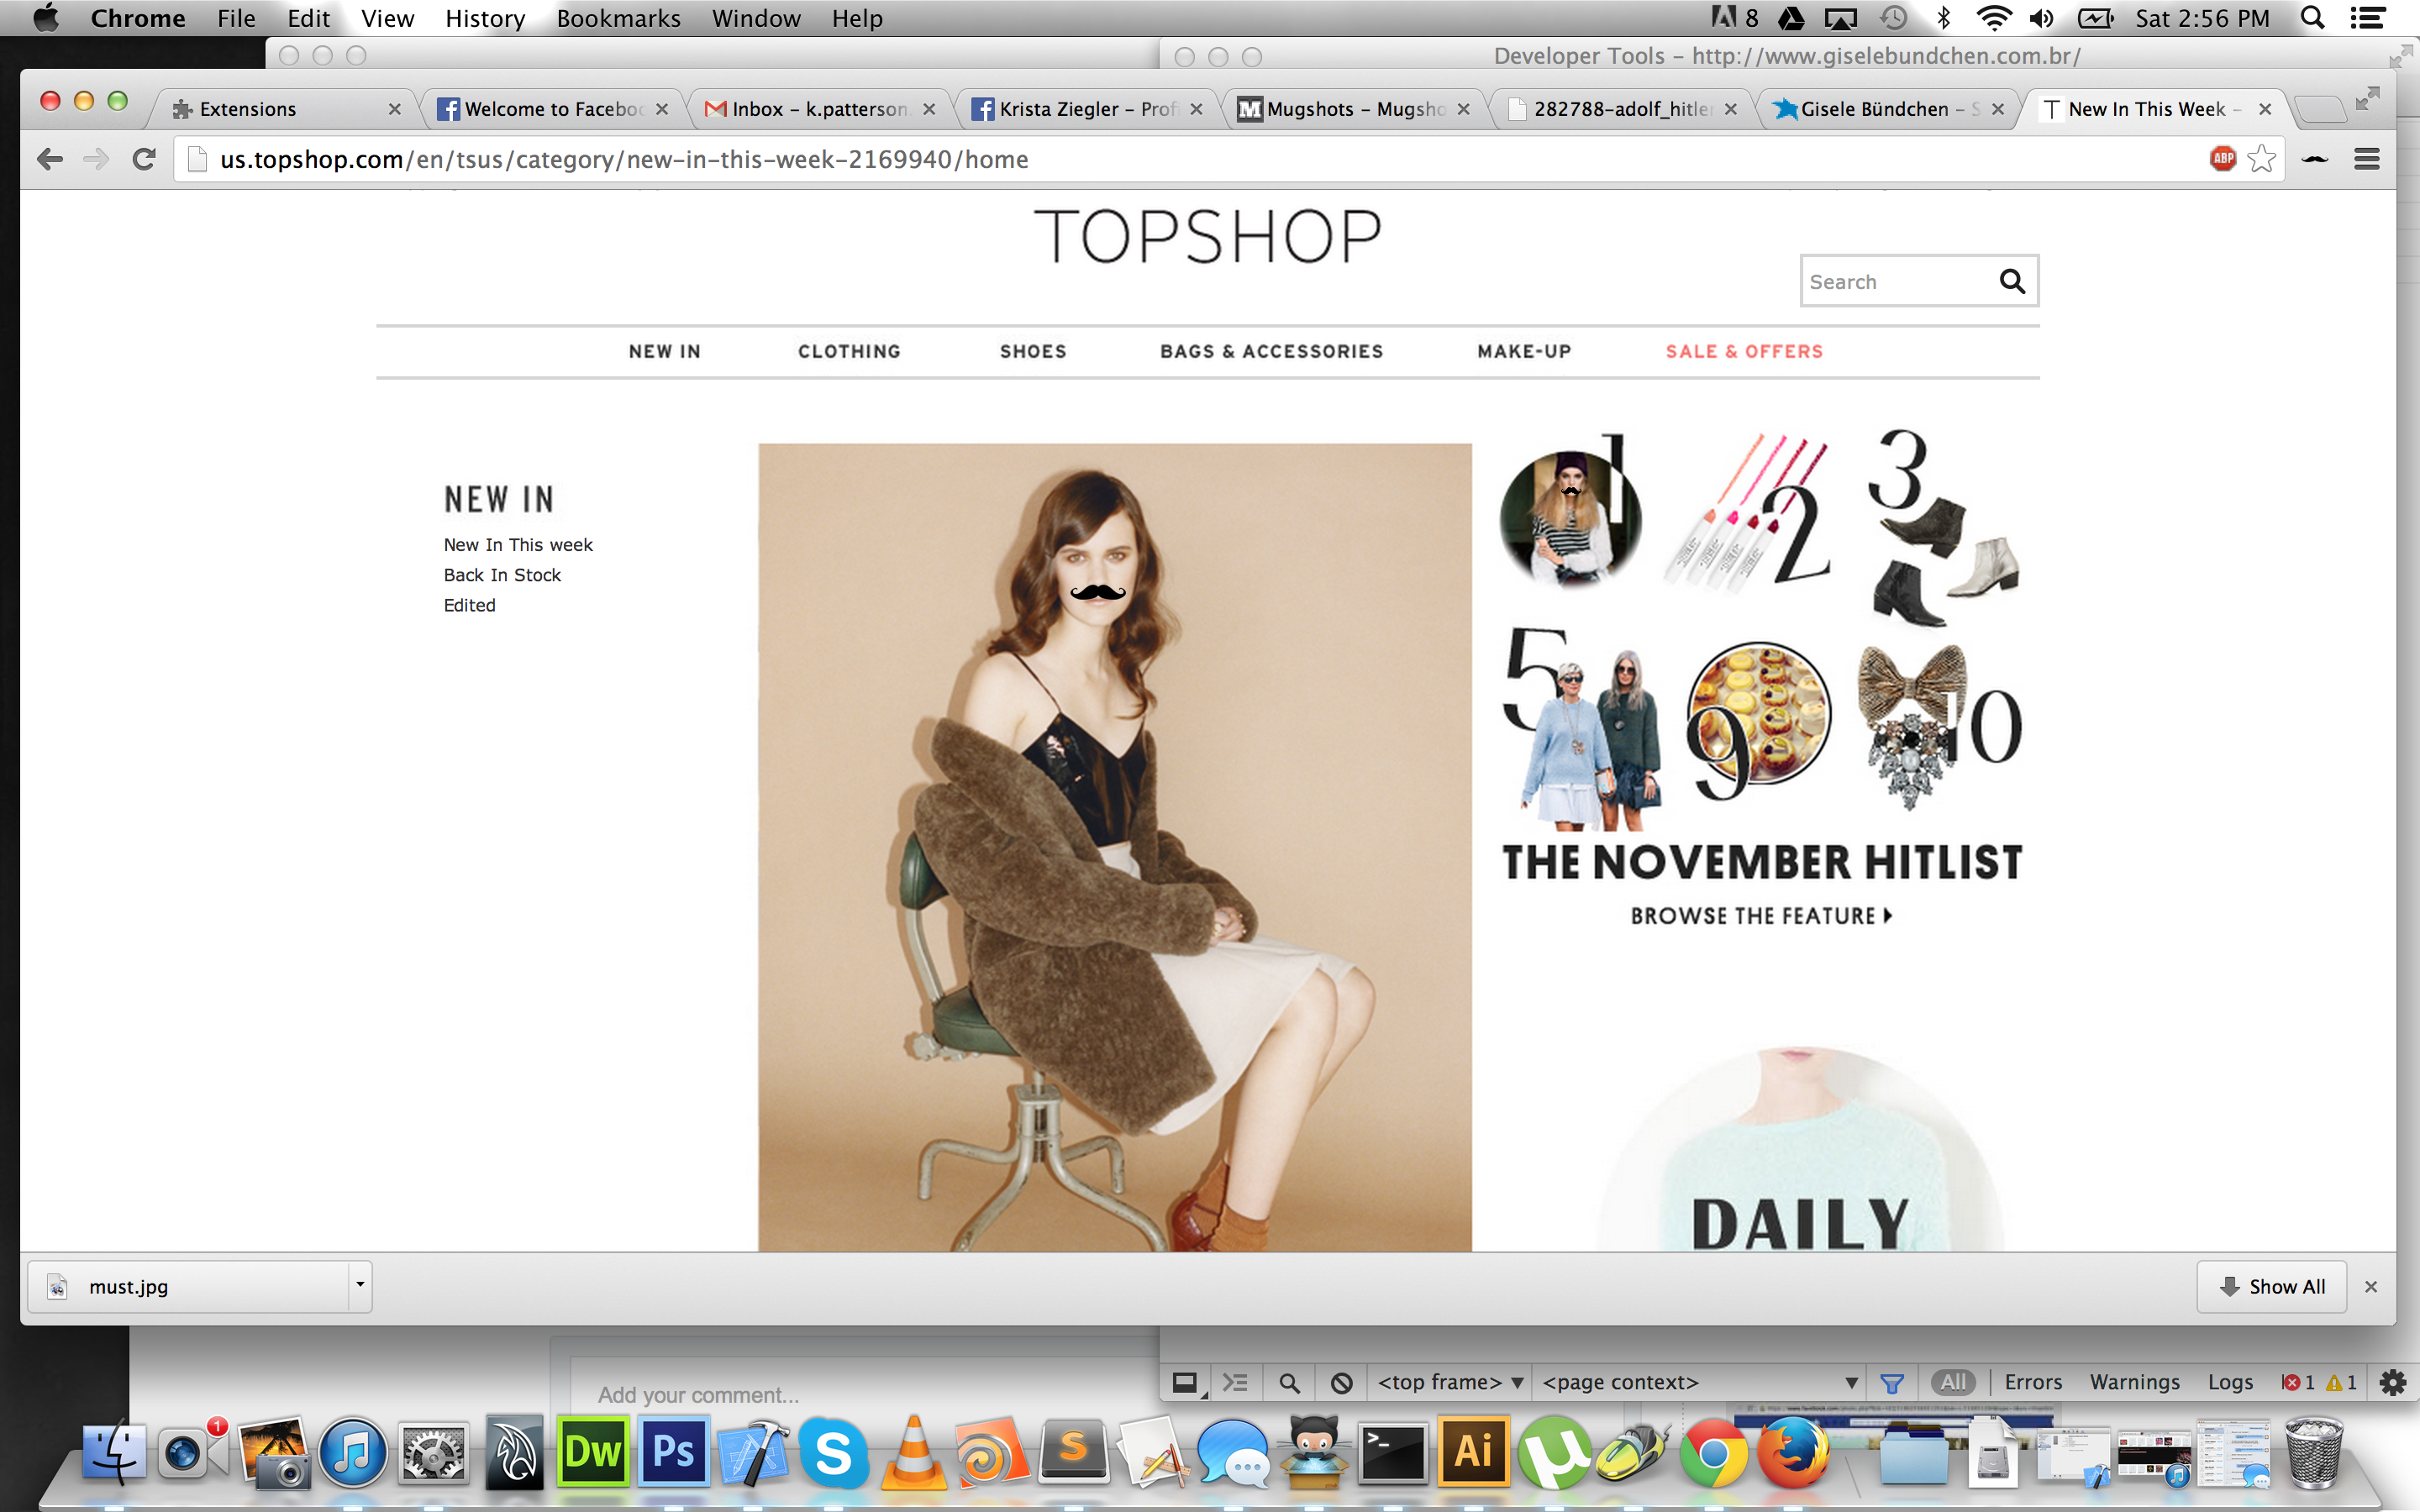 Chrome File Edit View History Bookmarks Window Help
8 Sat 2:56 PM
Developer Tools – http://www.giselebundchen.com.br/
Extensions
Welcome to Faceboo
Inbox – k.patterson.
Krista Ziegler – Prof
Mugshots – Mugsho
282788-adolf_hitler
Gisele Bündchen – S
T New In This Week –
us.topshop.com/en/tsus/category/new-in-this-week-2169940/home
ABP
TOPSHOP
Search
NEW IN CLOTHING SHOES BAGS & ACCESSORIES MAKE-UP SALE & OFFERS
NEW IN
New In This week
Back In Stock
Edited
1 2 3
5 9 10
THE NOVEMBER HITLIST
BROWSE THE FEATURE
DAILY
must.jpg
Show All
Add your comment...
<top frame> <page context> All Errors Warnings Logs 1 1
1
Dw Ps S S >_ Ai µ